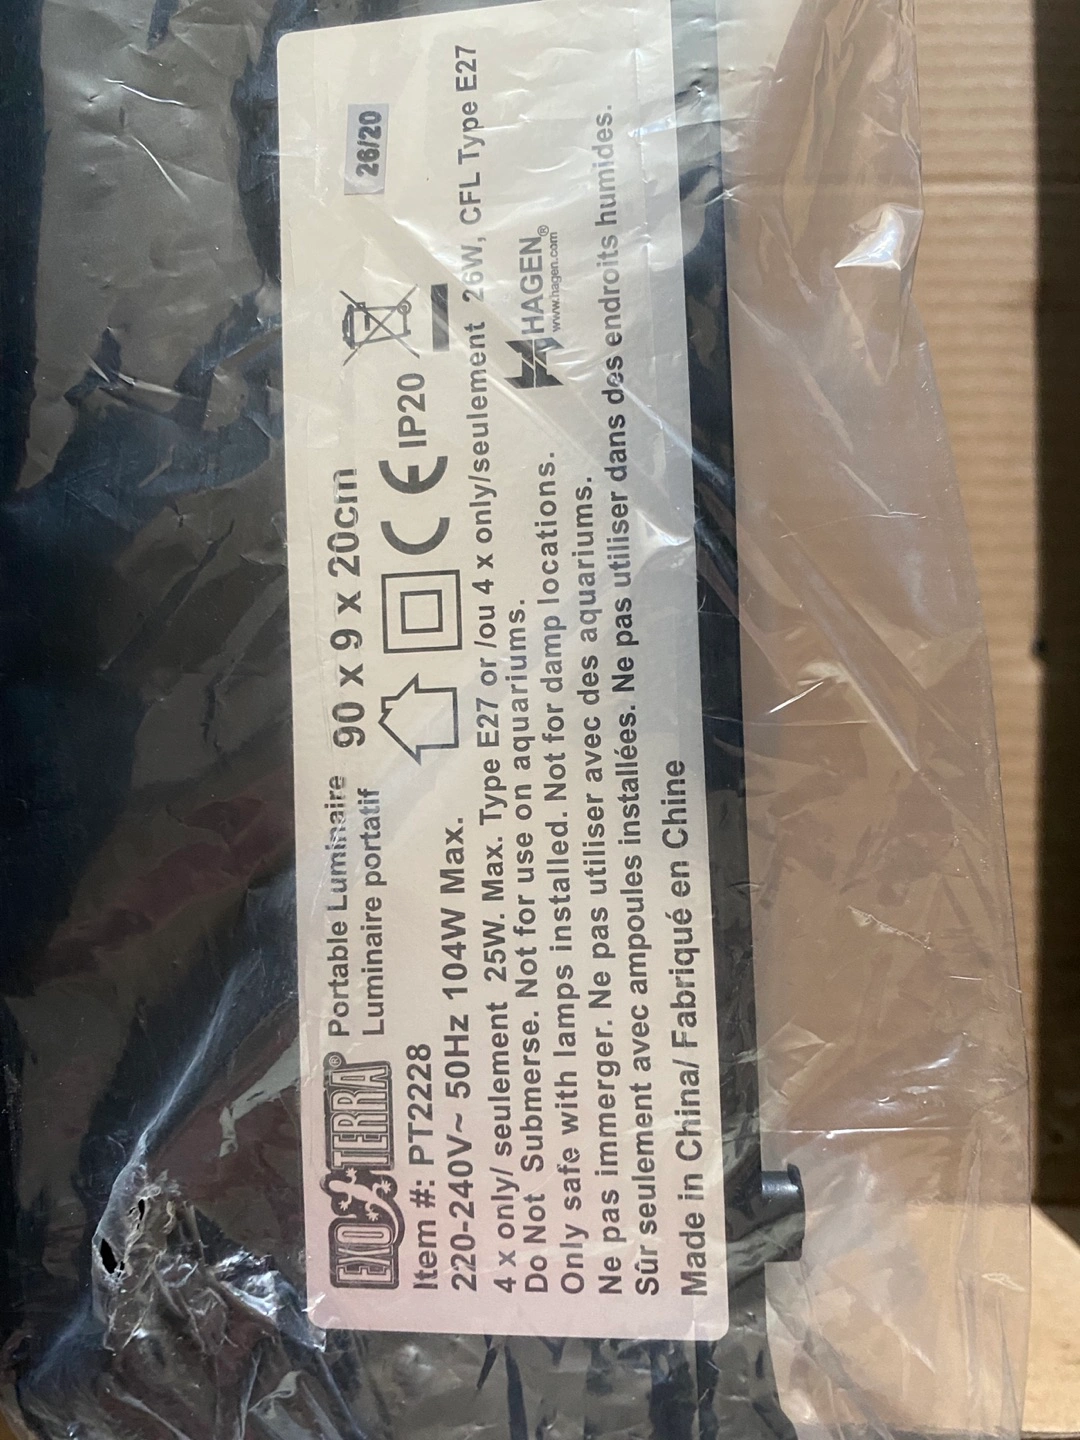 EXO TERRA® Portable Luminaire 90 x 9 x 20cm
Luminaire portatif
26/20
Item #: PT2228
220-240V~ 50Hz 104W Max.
CE IP20
4 x only/ seulement 25W. Max. Type E27 or /ou 4 x only/seulement 26W, CFL Type E27
Do Not Submerse. Not for use on aquariums.
Only safe with lamps installed. Not for damp locations.
HAGEN®
www.hagen.com
Ne pas immerger. Ne pas utiliser avec des aquariums.
Sûr seulement avec ampoules installées. Ne pas utiliser dans des endroits humides.
Made in China/ Fabriqué en Chine